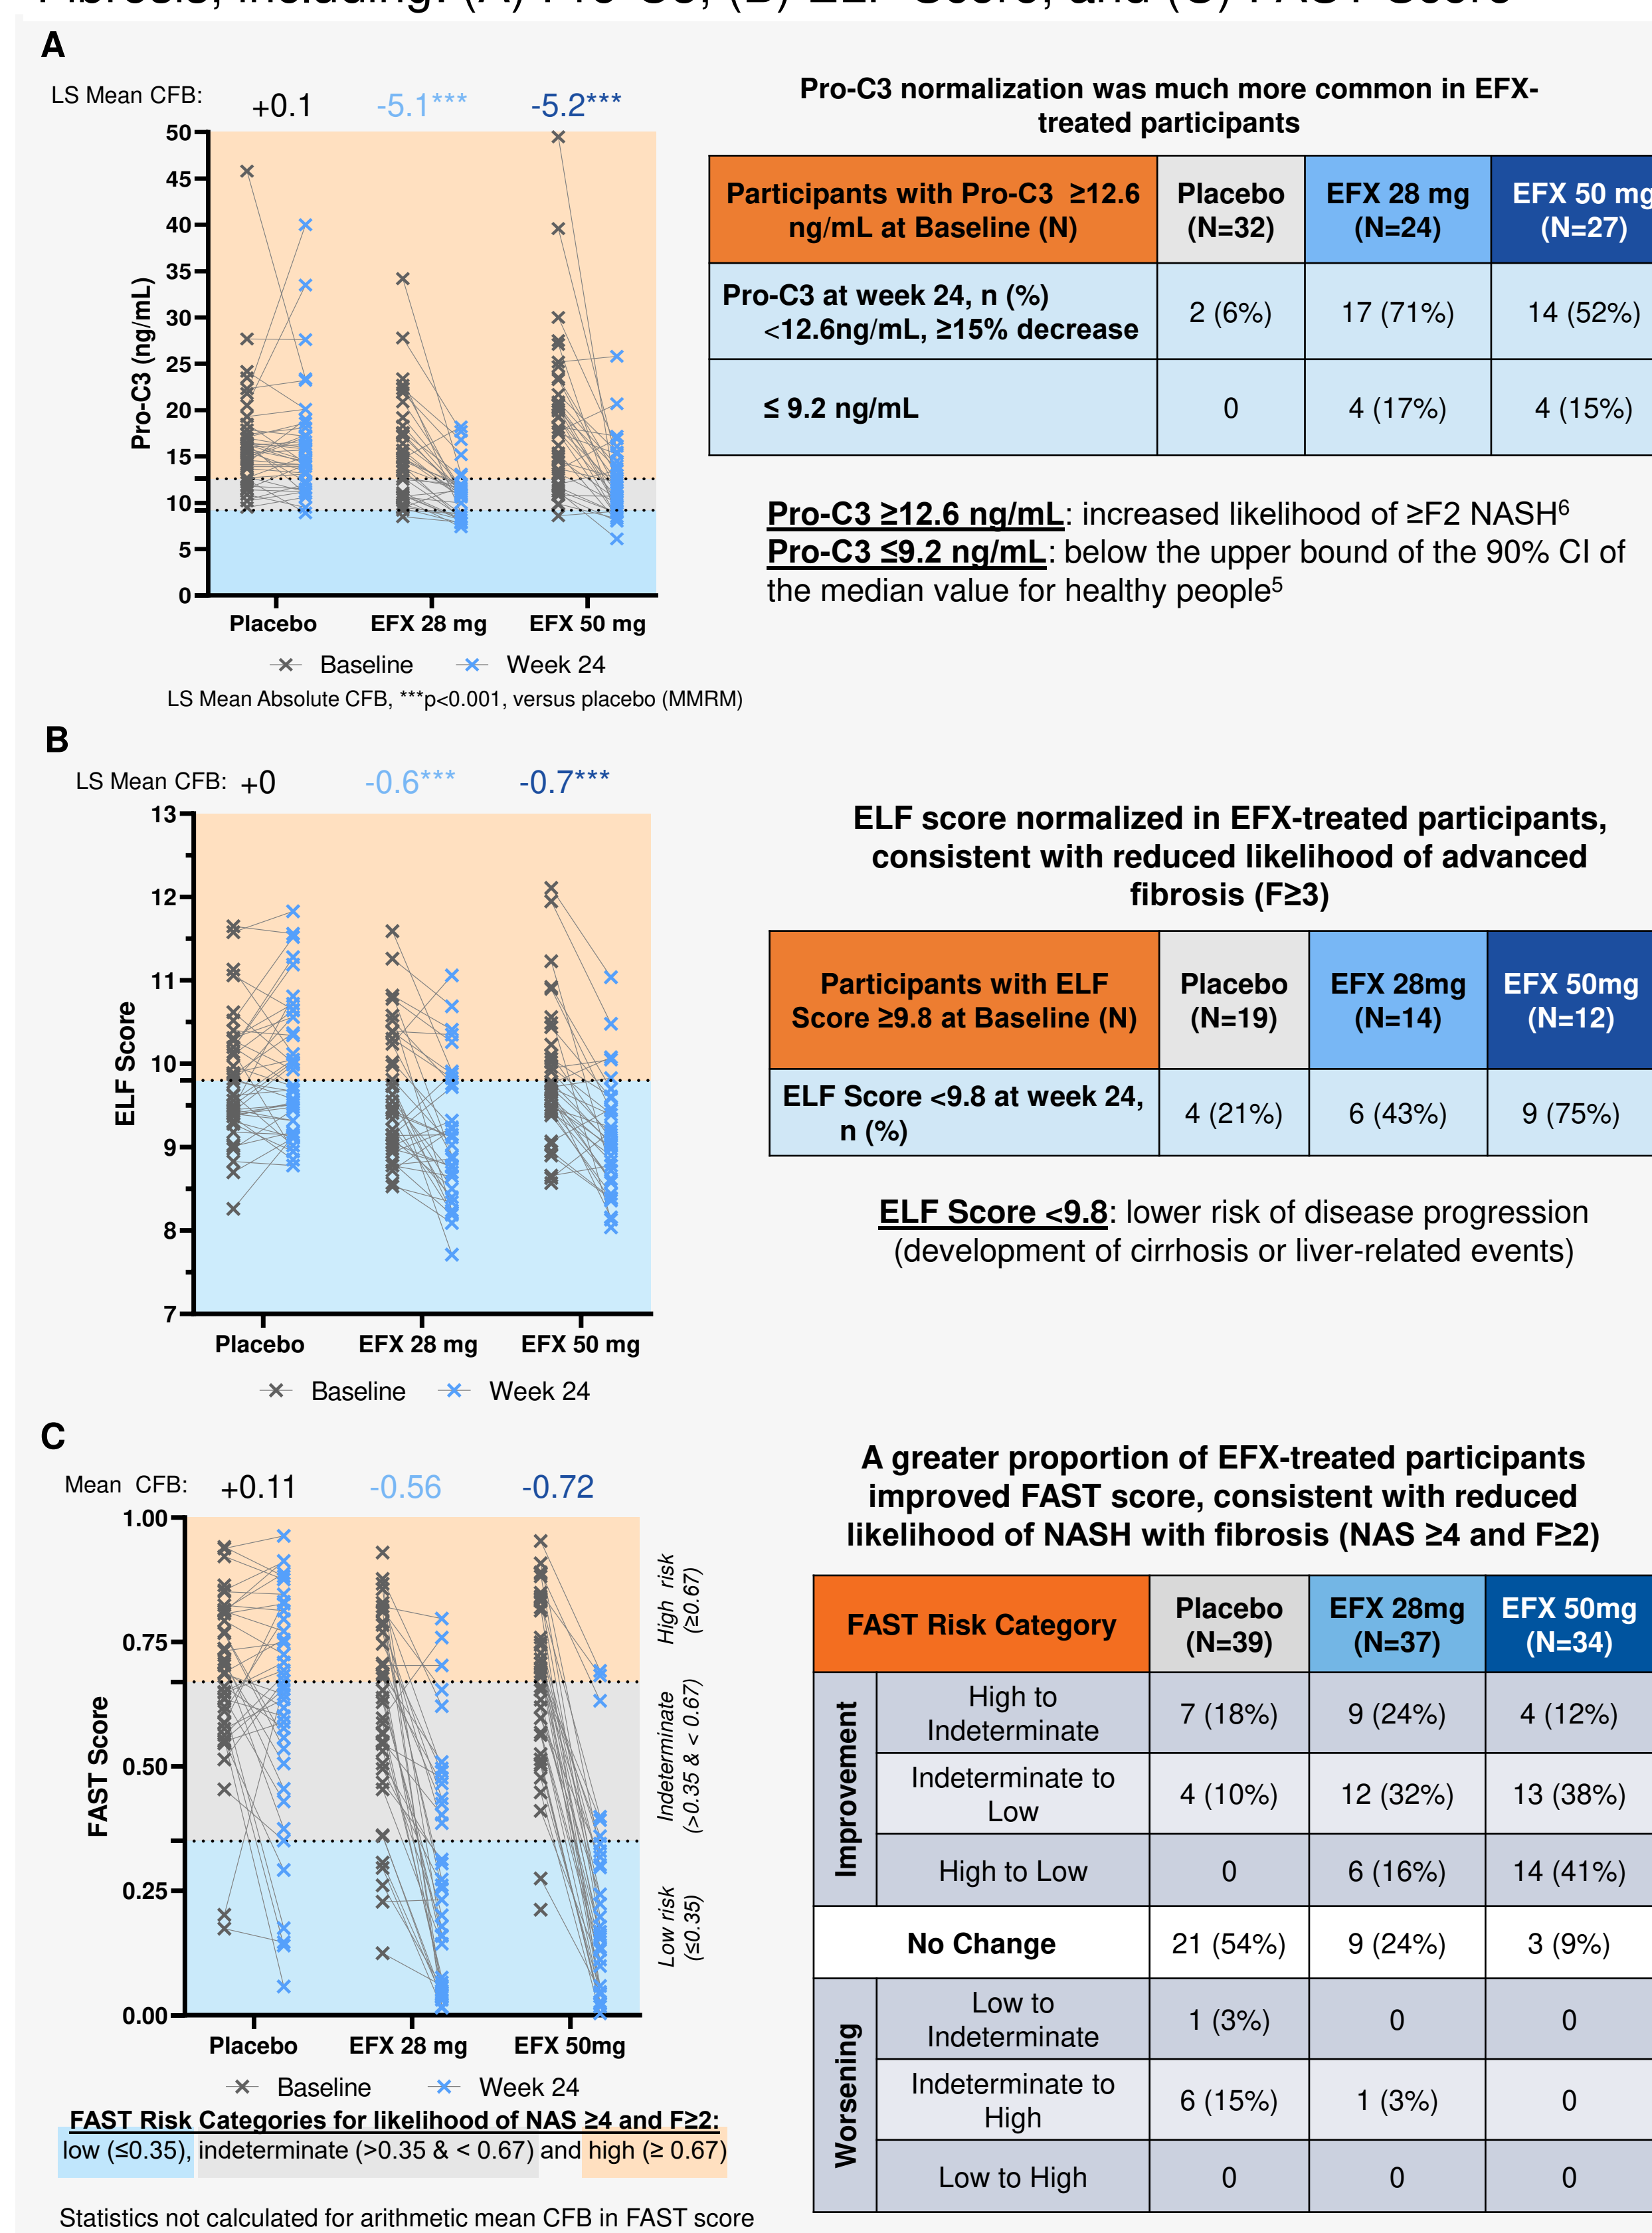 Fibrosis, including: (A) Pro-C3, (B) ELF Score, and (C) FAST Score
A
LS Mean CFB: +0.1 -5.1*** -5.2***
50
45
40
35
30
25
20
15
10
5
0
Pro-C3 (ng/mL)
Placebo EFX 28 mg EFX 50 mg
Baseline Week 24
LS Mean Absolute CFB, ***p<0.001, versus placebo (MMRM)
Pro-C3 normalization was much more common in EFX-
treated participants
Participants with Pro-C3 ≥12.6
ng/mL at Baseline (N)
Placebo
(N=32)
EFX 28 mg
(N=24)
EFX 50 mg
(N=27)
Pro-C3 at week 24, n (%)
<12.6ng/mL, ≥15% decrease
2 (6%) 17 (71%) 14 (52%)
≤ 9.2 ng/mL 0 4 (17%) 4 (15%)
Pro-C3 ≥12.6 ng/mL: increased likelihood of ≥F2 NASH6
Pro-C3 ≤9.2 ng/mL: below the upper bound of the 90% CI of
the median value for healthy people5
B
LS Mean CFB: +0 -0.6*** -0.7***
13
12
11
10
9
8
7
ELF Score
Placebo EFX 28 mg EFX 50 mg
Baseline Week 24
ELF score normalized in EFX-treated participants,
consistent with reduced likelihood of advanced
fibrosis (F≥3)
Participants with ELF
Score ≥9.8 at Baseline (N)
Placebo
(N=19)
EFX 28mg
(N=14)
EFX 50mg
(N=12)
ELF Score <9.8 at week 24,
n (%)
4 (21%) 6 (43%) 9 (75%)
ELF Score <9.8: lower risk of disease progression
(development of cirrhosis or liver-related events)
C
Mean CFB: +0.11 -0.56 -0.72
1.00
0.75
0.50
0.25
0.00
FAST Score
High risk
(≥0.67)
Indeterminate
(>0.35 & < 0.67)
Low risk
(≤0.35)
Placebo EFX 28 mg EFX 50mg
Baseline Week 24
FAST Risk Categories for likelihood of NAS ≥4 and F≥2:
low (≤0.35), indeterminate (>0.35 & < 0.67) and high (≥ 0.67)
Statistics not calculated for arithmetic mean CFB in FAST score
A greater proportion of EFX-treated participants
improved FAST score, consistent with reduced
likelihood of NASH with fibrosis (NAS ≥4 and F≥2)
FAST Risk Category
Placebo
(N=39)
EFX 28mg
(N=37)
EFX 50mg
(N=34)
Improvement
High to
Indeterminate
7 (18%) 9 (24%) 4 (12%)
Indeterminate to
Low
4 (10%) 12 (32%) 13 (38%)
High to Low 0 6 (16%) 14 (41%)
No Change 21 (54%) 9 (24%) 3 (9%)
Worsening
Low to
Indeterminate
1 (3%) 0 0
Indeterminate to
High
6 (15%) 1 (3%) 0
Low to High 0 0 0